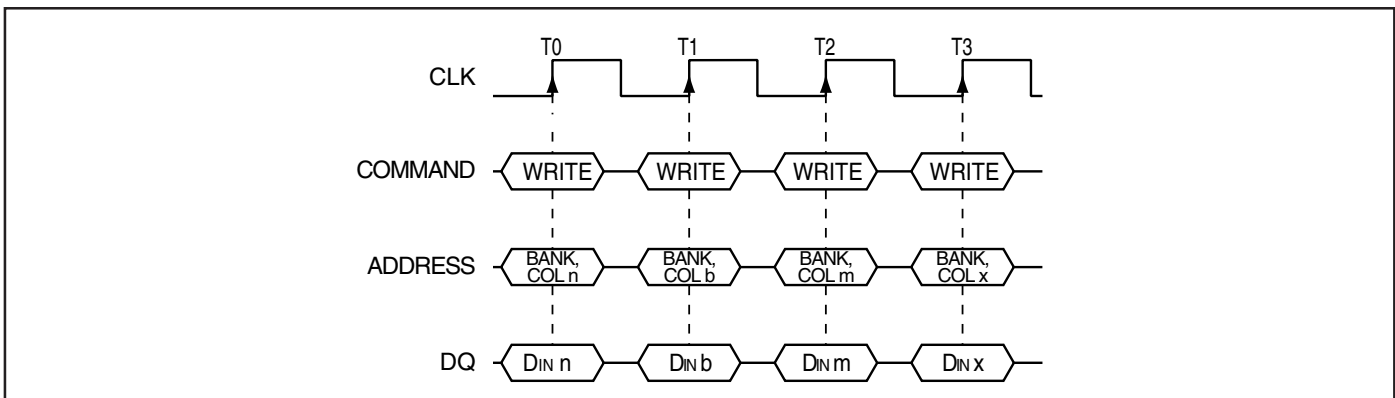 T0 T1 T2 T3
CLK
COMMAND WRITE WRITE WRITE WRITE
ADDRESS BANK, COL n BANK, COL b BANK, COL m BANK, COL x
DQ DIN n DIN b DIN m DIN x